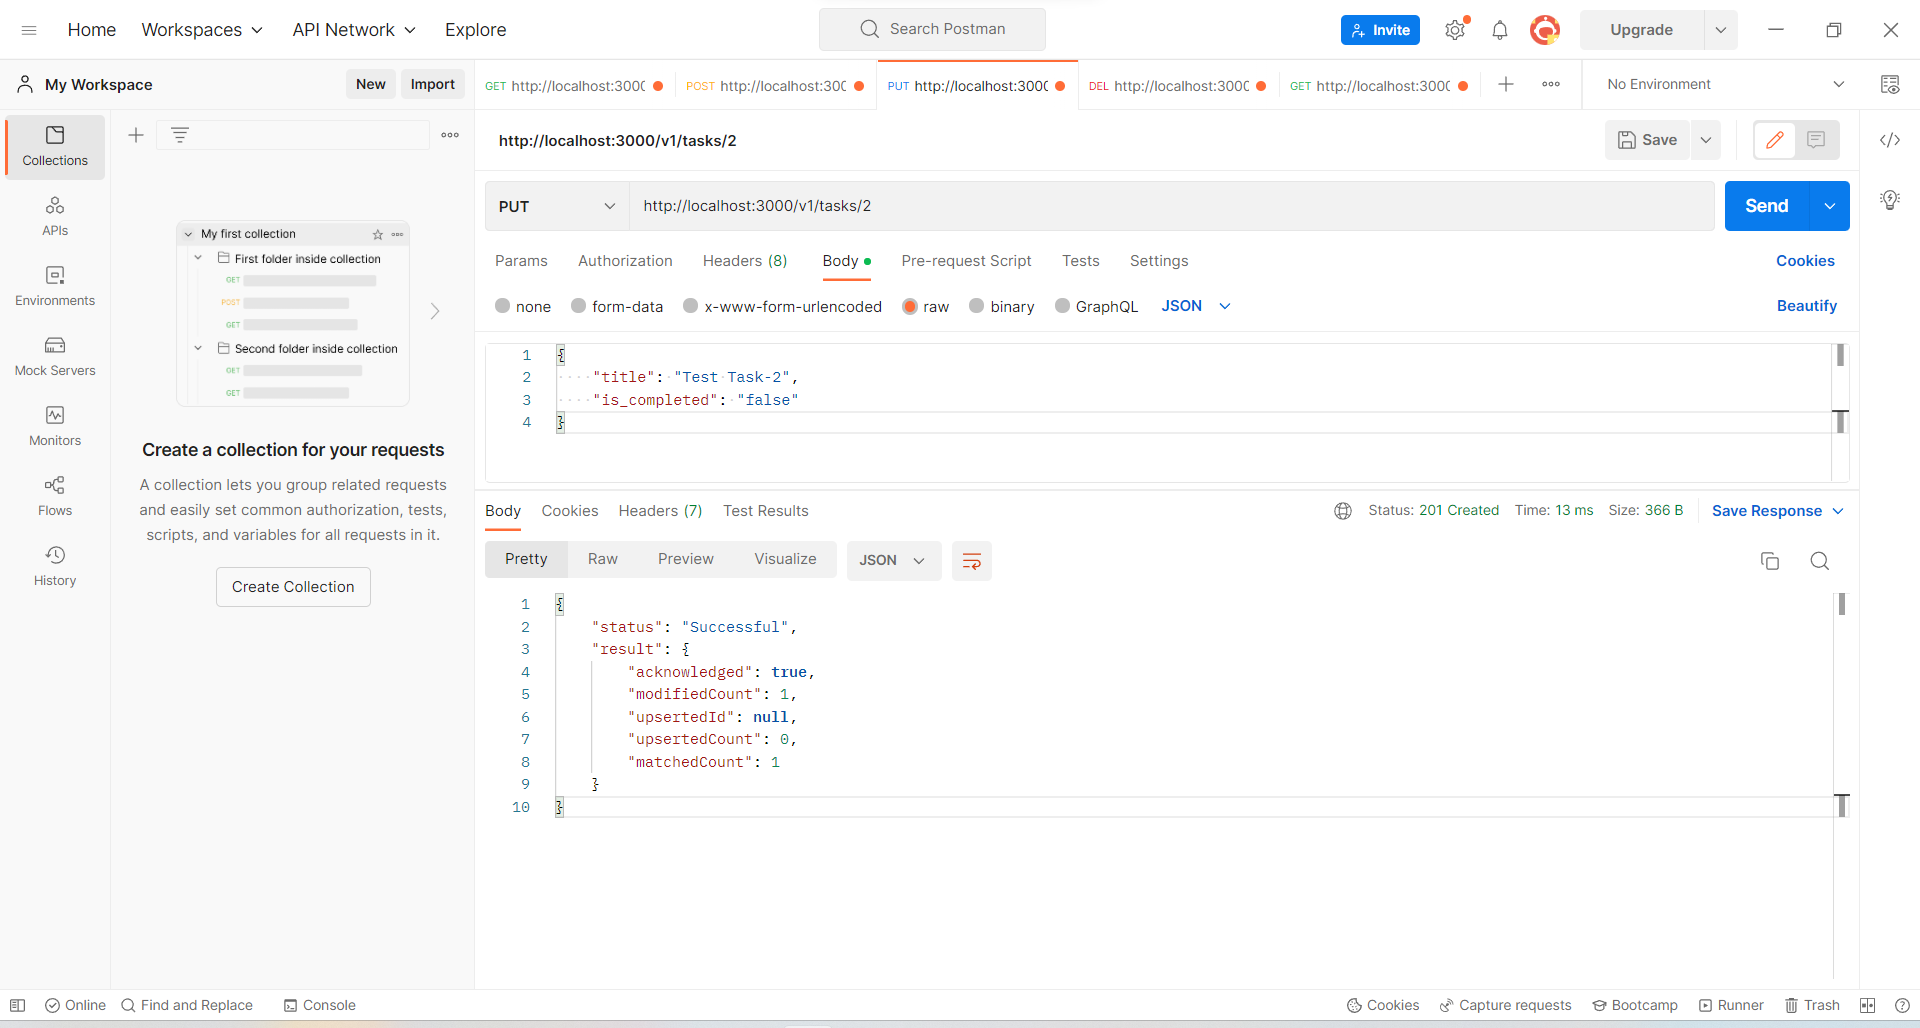 Home Workspaces API Network Explore
Search Postman
Invite
Upgrade
My Workspace New Import
GET http://localhost:3000
POST http://localhost:300
PUT http://localhost:3000
DEL http://localhost:3000
GET http://localhost:3000
No Environment
Collections
APIs
Environments
Mock Servers
Monitors
Flows
History
My first collection
First folder inside collection
GET
POST
GET
Second folder inside collection
GET
GET
Create a collection for your requests
A collection lets you group related requests
and easily set common authorization, tests,
scripts, and variables for all requests in it.
Create Collection
http://localhost:3000/v1/tasks/2
Save
PUT http://localhost:3000/v1/tasks/2
Send
Params Authorization Headers (8) Body Pre-request Script Tests Settings Cookies
none form-data x-www-form-urlencoded raw binary GraphQL JSON Beautify
1 {
2 "title": "Test Task-2",
3 "is_completed": "false"
4 }
Body Cookies Headers (7) Test Results Status: 201 Created Time: 13 ms Size: 366 B Save Response
Pretty Raw Preview Visualize JSON
1 {
2 "status": "Successful",
3 "result": {
4 "acknowledged": true,
5 "modifiedCount": 1,
6 "upsertedId": null,
7 "upsertedCount": 0,
8 "matchedCount": 1
9 }
10 }
Online Find and Replace Console Cookies Capture requests Bootcamp Runner Trash